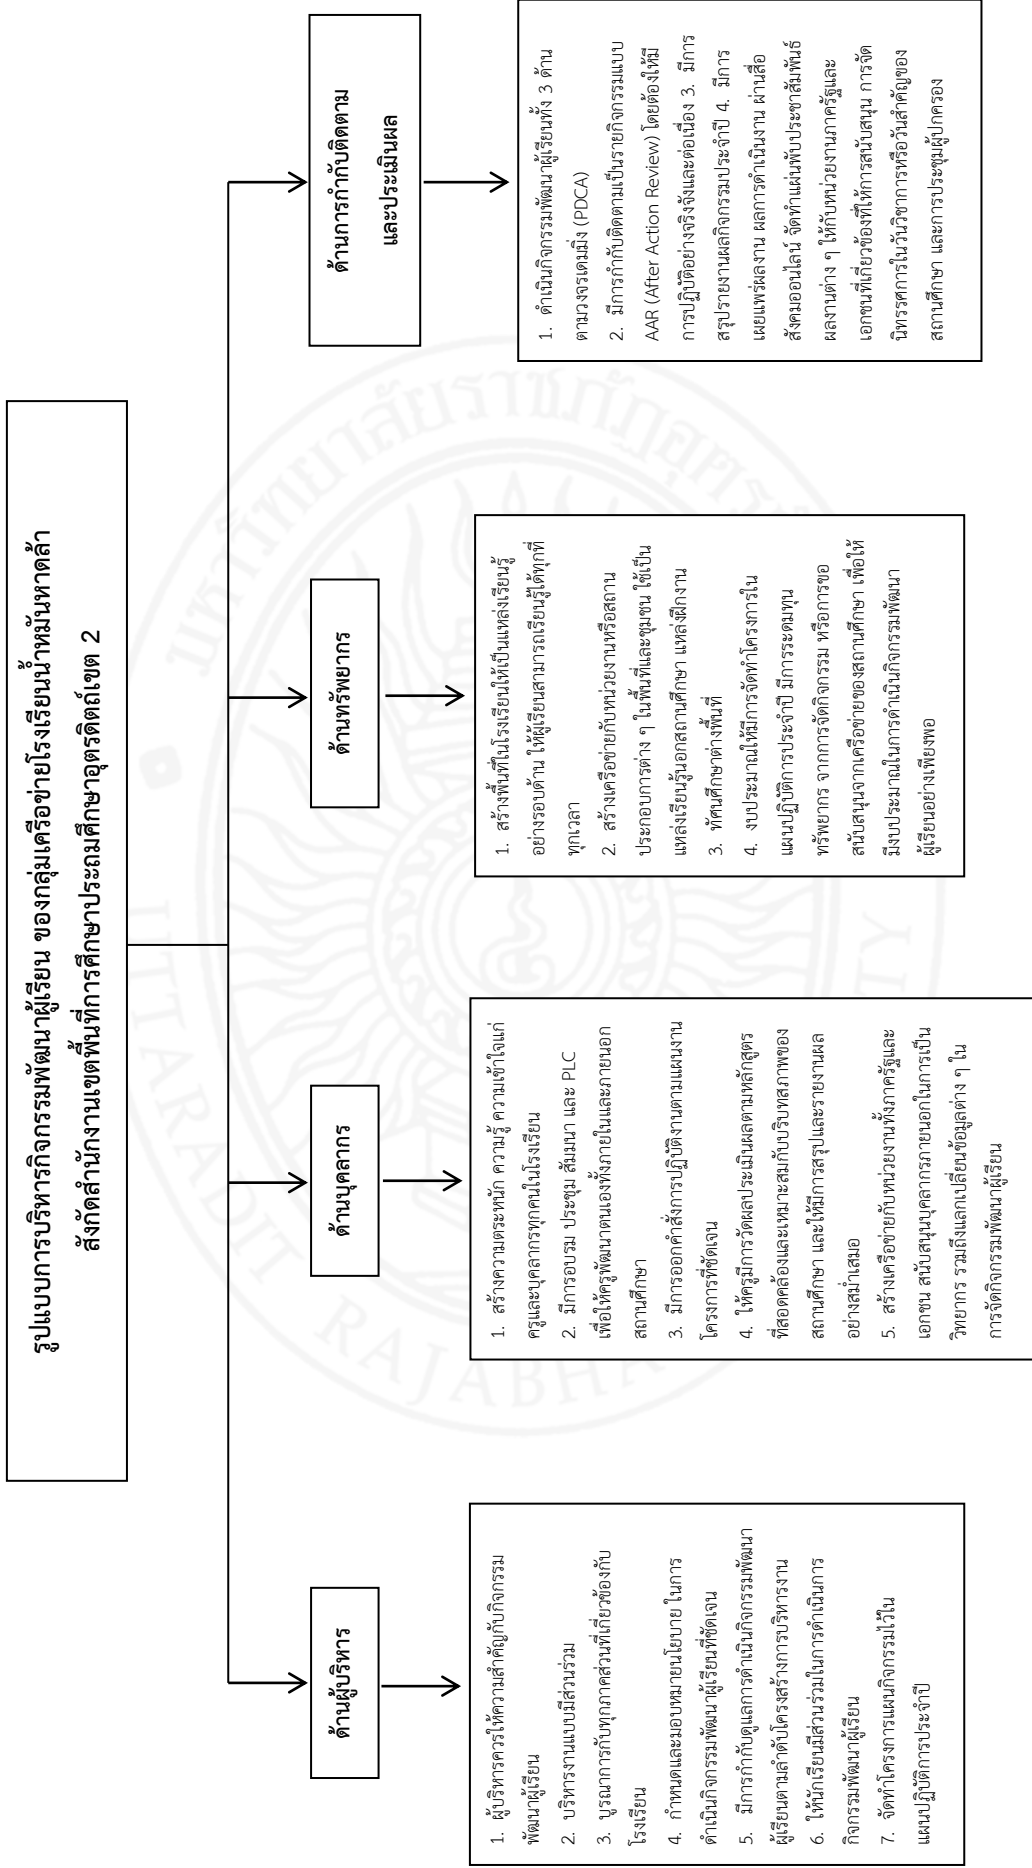 รูปแบบการบริหารกิจกรรมพัฒนาผู้เรียน ของกลุ่มเครือข่ายโรงเรียนน้ำหมันหาดล้า
สังกัดสำนักงานเขตพื้นที่การศึกษาประถมศึกษาอุตรดิตถ์เขต 2
ด้านผู้บริหาร
1. ผู้บริหารควรให้ความสำคัญกับกิจกรรม
พัฒนาผู้เรียน
2. บริหารงานแบบมีส่วนร่วม
3. บูรณาการกับทุกภาคส่วนที่เกี่ยวข้องกับ
โรงเรียน
4. กำหนดและมอบหมายนโยบาย ในการ
ดำเนินกิจกรรมพัฒนาผู้เรียนที่ชัดเจน
5. มีการกำกับดูแลการดำเนินกิจกรรมพัฒนา
ผู้เรียนตามลำดับโครงสร้างการบริหารงาน
6. ให้นักเรียนมีส่วนร่วมในการดำเนินการ
กิจกรรมพัฒนาผู้เรียน
7. จัดทำโครงการแผนกิจกรรมไว้ใน
แผนปฏิบัติการประจำปี
ด้านบุคลากร
1. สร้างความตระหนัก ความรู้ ความเข้าใจแก่
ครูและบุคลากรทุกคนในโรงเรียน
2. มีการอบรม ประชุม สัมมนา และ PLC
เพื่อให้ครูพัฒนาตนเองทั้งภายในและภายนอก
สถานศึกษา
3. มีการออกคำสั่งการปฏิบัติงานตามแผนงาน
โครงการที่ชัดเจน
4. ให้ครูมีการวัดผลประเมินผลตามหลักสูตร
ที่สอดคล้องและเหมาะสมกับบริบทสภาพของ
สถานศึกษา และให้มีการสรุปและรายงานผล
อย่างสม่ำเสมอ
5. สร้างเครือข่ายกับหน่วยงานทั้งภาครัฐและ
เอกชน สนับสนุนบุคลากรภายนอกในการเป็น
วิทยากร รวมถึงแลกเปลี่ยนข้อมูลต่าง ๆ ใน
การจัดกิจกรรมพัฒนาผู้เรียน
ด้านทรัพยากร
1. สร้างพื้นที่ในโรงเรียนให้เป็นแหล่งเรียนรู้
อย่างรอบด้าน ให้ผู้เรียนสามารถเรียนรู้ได้ทุกที่
ทุกเวลา
2. สร้างเครือข่ายกับหน่วยงานหรือสถาน
ประกอบการต่าง ๆ ในพื้นที่และชุมชน ใช้เป็น
แหล่งเรียนรู้นอกสถานศึกษา แหล่งฝึกงาน
3. ทัศนศึกษาต่างพื้นที่
4. งบประมาณให้มีการจัดทำโครงการใน
แผนปฏิบัติการประจำปี มีการระดมทุน
ทรัพยากร จากการจัดกิจกรรม หรือการขอ
สนับสนุนจากเครือข่ายของสถานศึกษา เพื่อให้
มีงบประมาณในการดำเนินกิจกรรมพัฒนา
ผู้เรียนอย่างเพียงพอ
ด้านการกำกับติดตาม
และประเมินผล
1. ดำเนินกิจกรรมพัฒนาผู้เรียนทั้ง 3 ด้าน
ตามวงจรเดมมิ่ง (PDCA)
2. มีการกำกับติดตามเป็นรายกิจกรรมแบบ
AAR (After Action Review) โดยต้องให้มี
การปฏิบัติอย่างจริงจังและต่อเนื่อง 3. มีการ
สรุปรายงานผลกิจกรรมประจำปี 4. มีการ
เผยแพร่ผลงาน ผลการดำเนินงาน ผ่านสื่อ
สังคมออนไลน์ จัดทำแผ่นพับประชาสัมพันธ์
ผลงานต่าง ๆ ให้กับหน่วยงานภาครัฐและ
เอกชนที่เกี่ยวข้องที่ให้การสนับสนุน การจัด
นิทรรศการในวันวิชาการหรือวันสำคัญของ
สถานศึกษา และการประชุมผู้ปกครอง